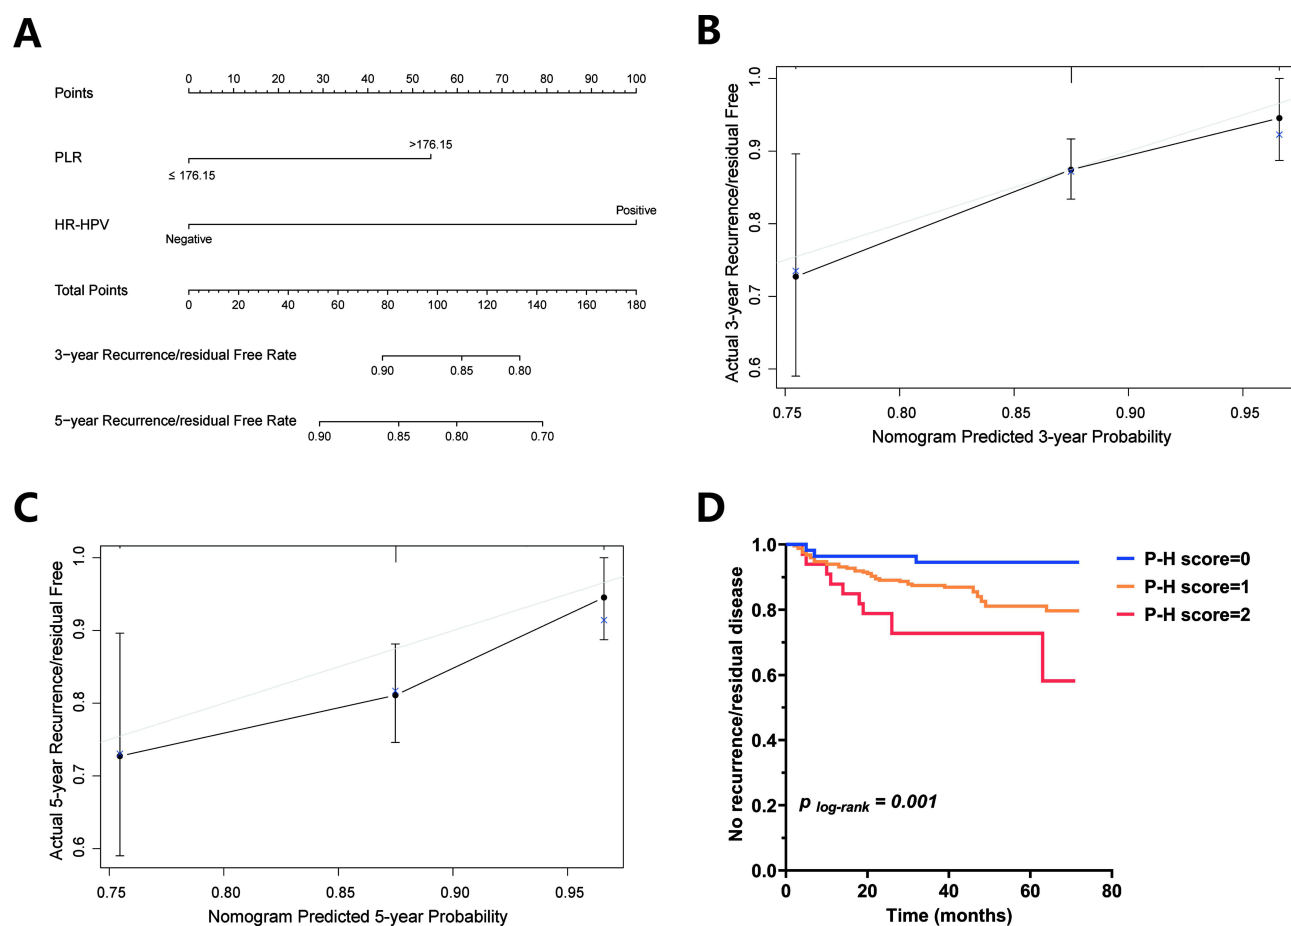 A
Points
0 10 20 30 40 50 60 70 80 90 100
PLR
>176.15
≤ 176.15
HR-HPV
Positive
Negative
Total Points
0 20 40 60 80 100 120 140 160 180
3−year Recurrence/residual Free Rate
0.90 0.85 0.80
5−year Recurrence/residual Free Rate
0.90 0.85 0.80 0.70
B
Actual 3-year Recurrence/residual Free
1.0
0.9
0.8
0.7
0.6
0.75 0.80 0.85 0.90 0.95
Nomogram Predicted 3-year Probability
C
Actual 5-year Recurrence/residual Free
1.0
0.9
0.8
0.7
0.6
0.75 0.80 0.85 0.90 0.95
Nomogram Predicted 5-year Probability
D
No recurrence/residual disease
1.0
0.8
0.6
0.4
0.2
0.0
P-H score=0
P-H score=1
P-H score=2
p log-rank = 0.001
0 20 40 60 80
Time (months)